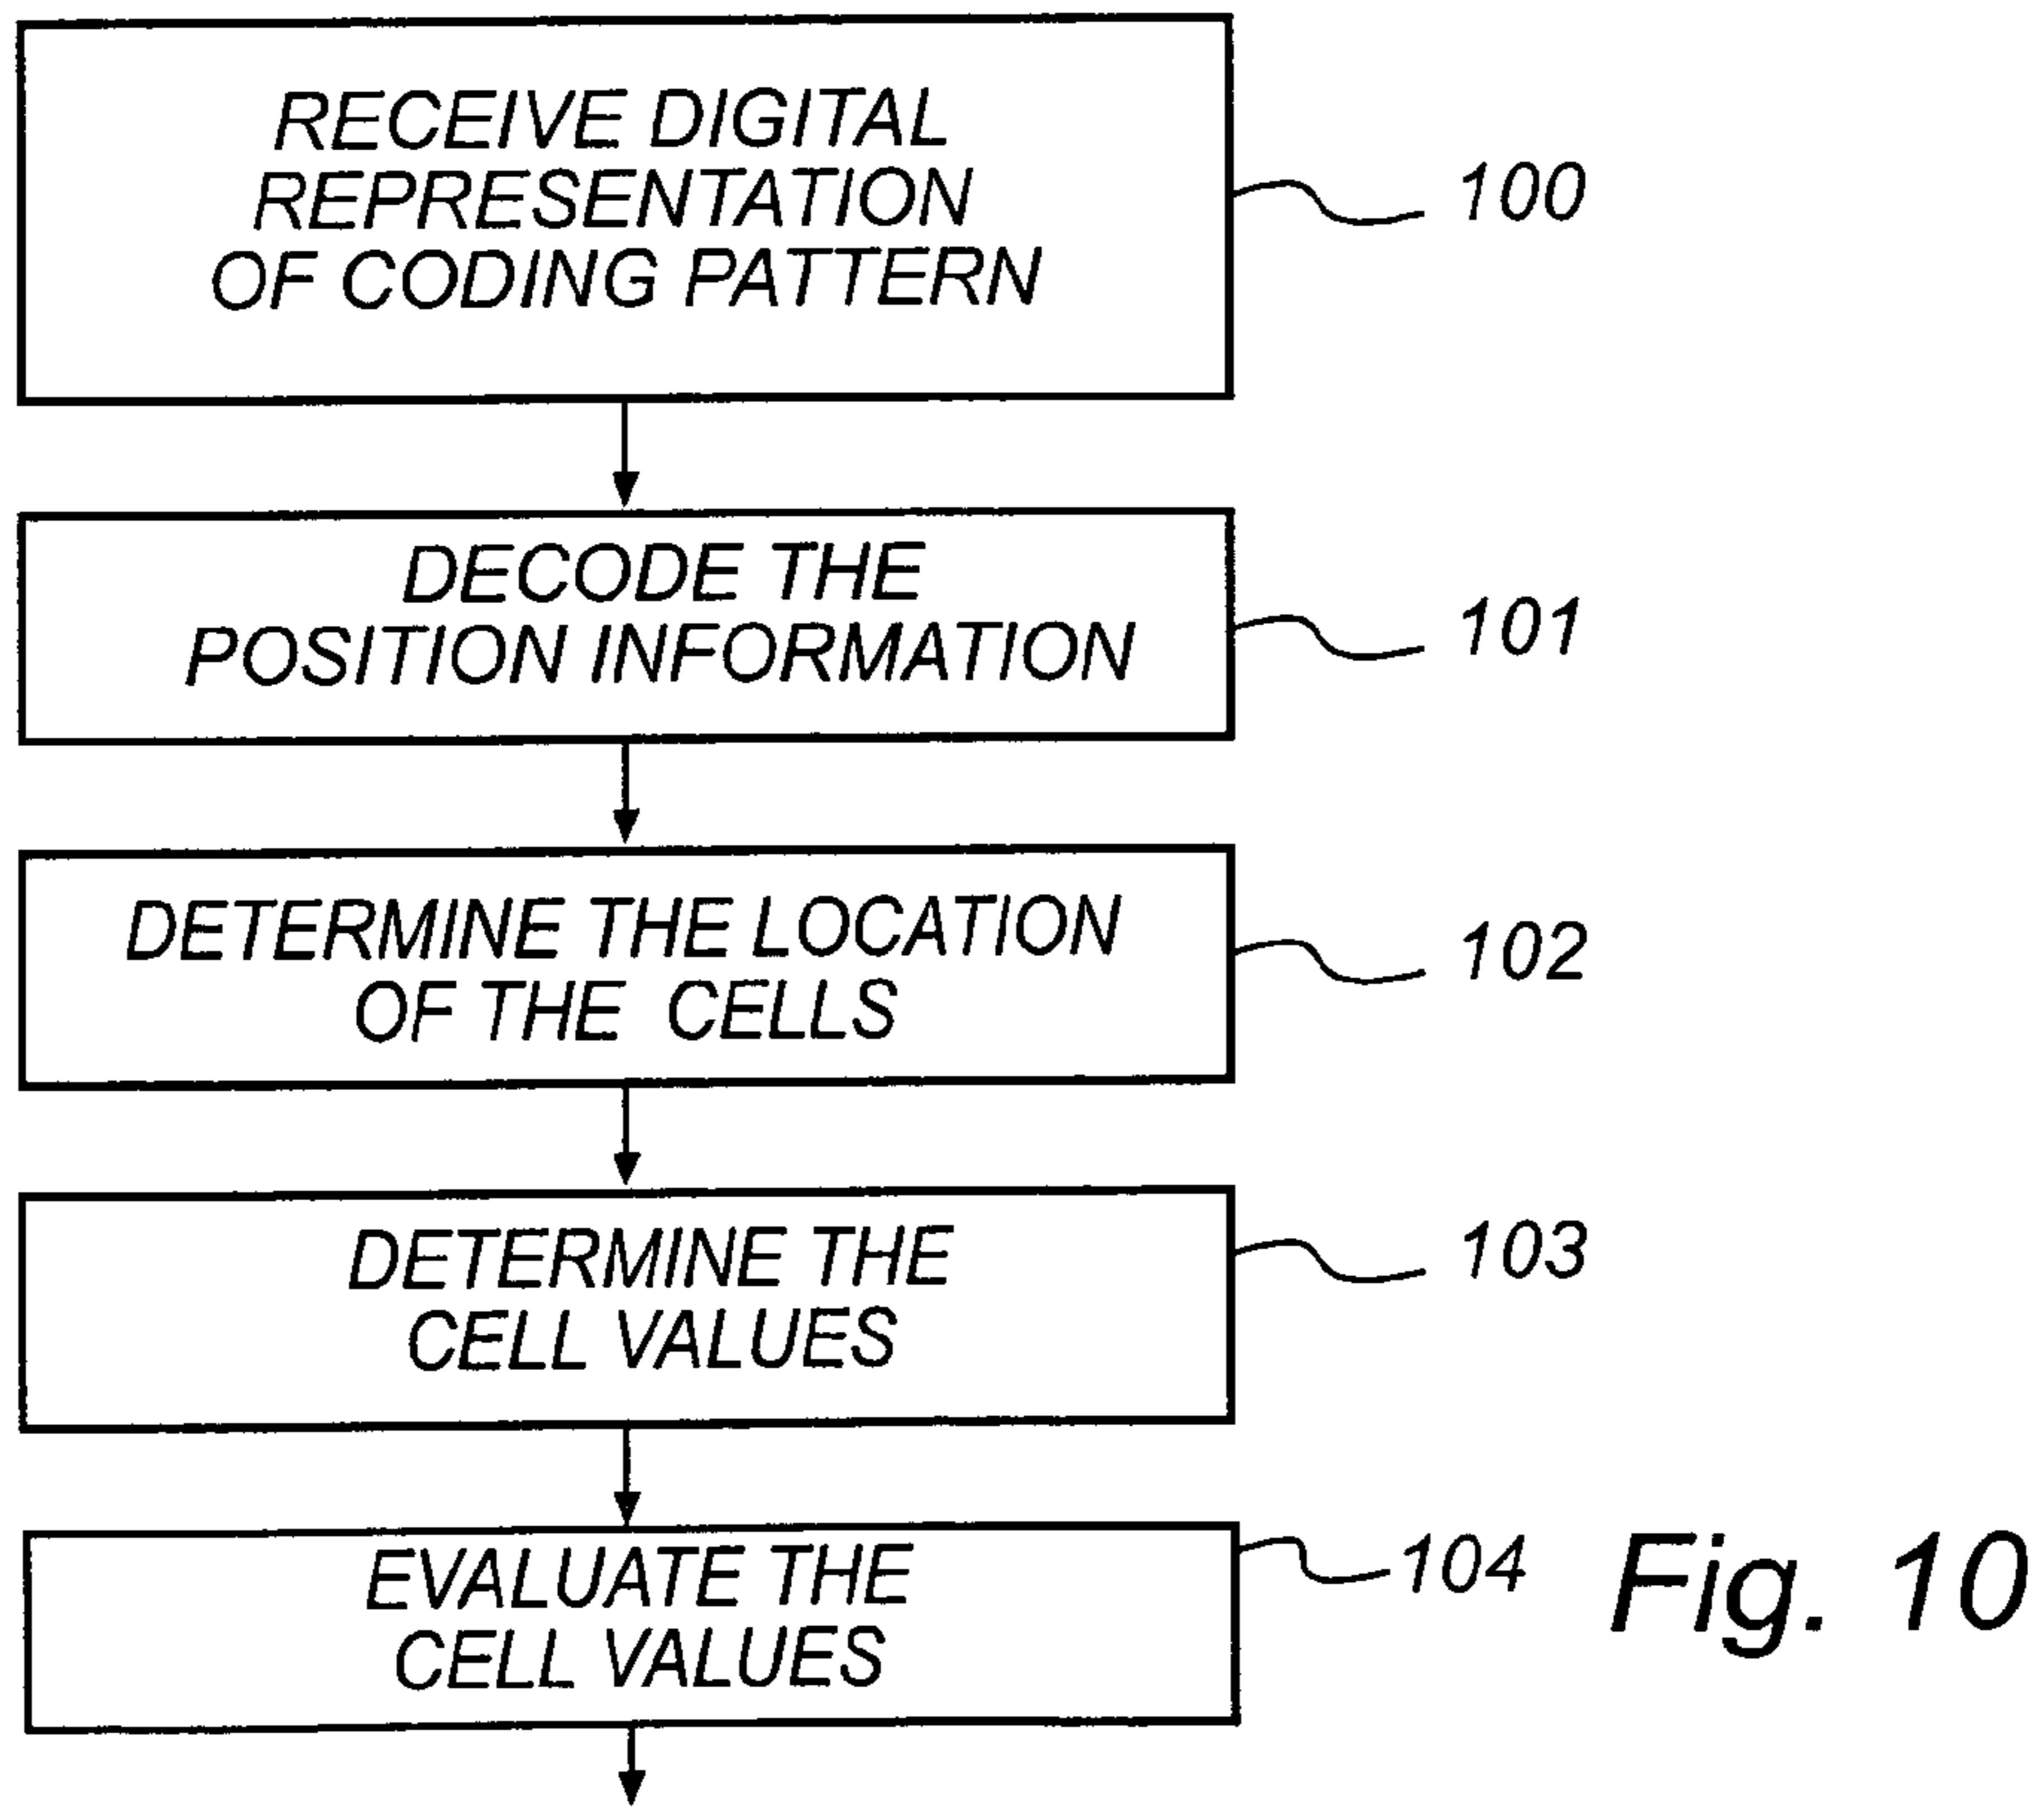 RECEIVE DIGITAL
REPRESENTATION
OF CODING PATTERN
100
DECODE THE
POSITION INFORMATION
101
DETERMINE THE LOCATION
OF THE CELLS
102
DETERMINE THE
CELL VALUES
103
EVALUATE THE
CELL VALUES
104
Fig. 10